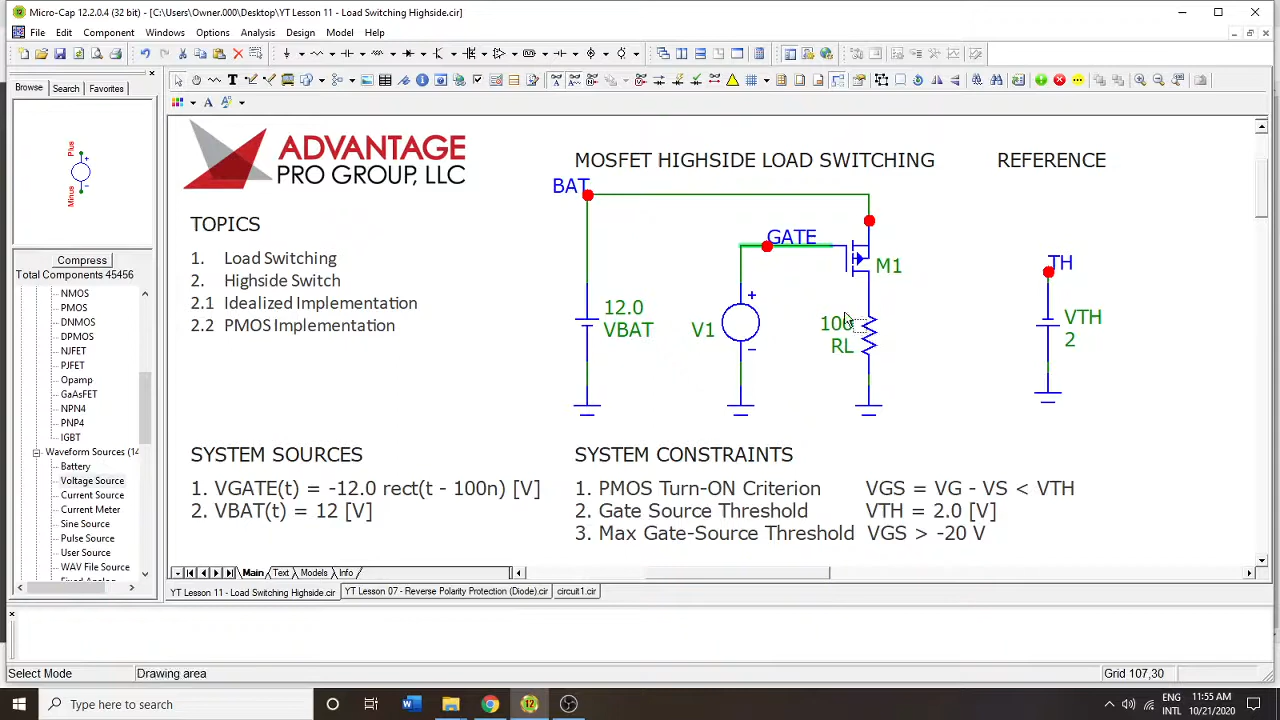 Micro-Cap 12.2.0.4 (32 bit) - [C:\Users\Owner.000\Desktop\YT Lesson 11 - Load Switching Highside.cir]
File Edit Component Windows Options Analysis Design Model Help
Browse Search Favorites
Plus
Minus
Compress
Total Components 45456
NMOS
PMOS
DNMOS
DPMOS
NJFET
PJFET
Opamp
GaAsFET
NPN4
PNP4
IGBT
Waveform Sources (14
Battery
Voltage Source
Current Source
Current Meter
Sine Source
Pulse Source
User Source
WAV File Source
ADVANTAGE
PRO GROUP, LLC
TOPICS
1. Load Switching
2. Highside Switch
2.1 Idealized Implementation
2.2 PMOS Implementation
MOSFET HIGHSIDE LOAD SWITCHING
REFERENCE
BAT
GATE
M1
TH
12.0
VBAT
V1
RL
VTH
2
SYSTEM SOURCES
1. VGATE(t) = -12.0 rect(t - 100n) [V]
2. VBAT(t) = 12 [V]
SYSTEM CONSTRAINTS
1. PMOS Turn-ON Criterion VGS = VG - VS < VTH
2. Gate Source Threshold VTH = 2.0 [V]
3. Max Gate-Source Threshold VGS > -20 V
Main Text Models Info
YT Lesson 11 - Load Switching Highside.cir YT Lesson 07 - Reverse Polarity Protection (Diode).cir circuit1.cir
Select Mode Drawing area Grid 107,30
Type here to search
ENG
INTL
11:55 AM
10/21/2020